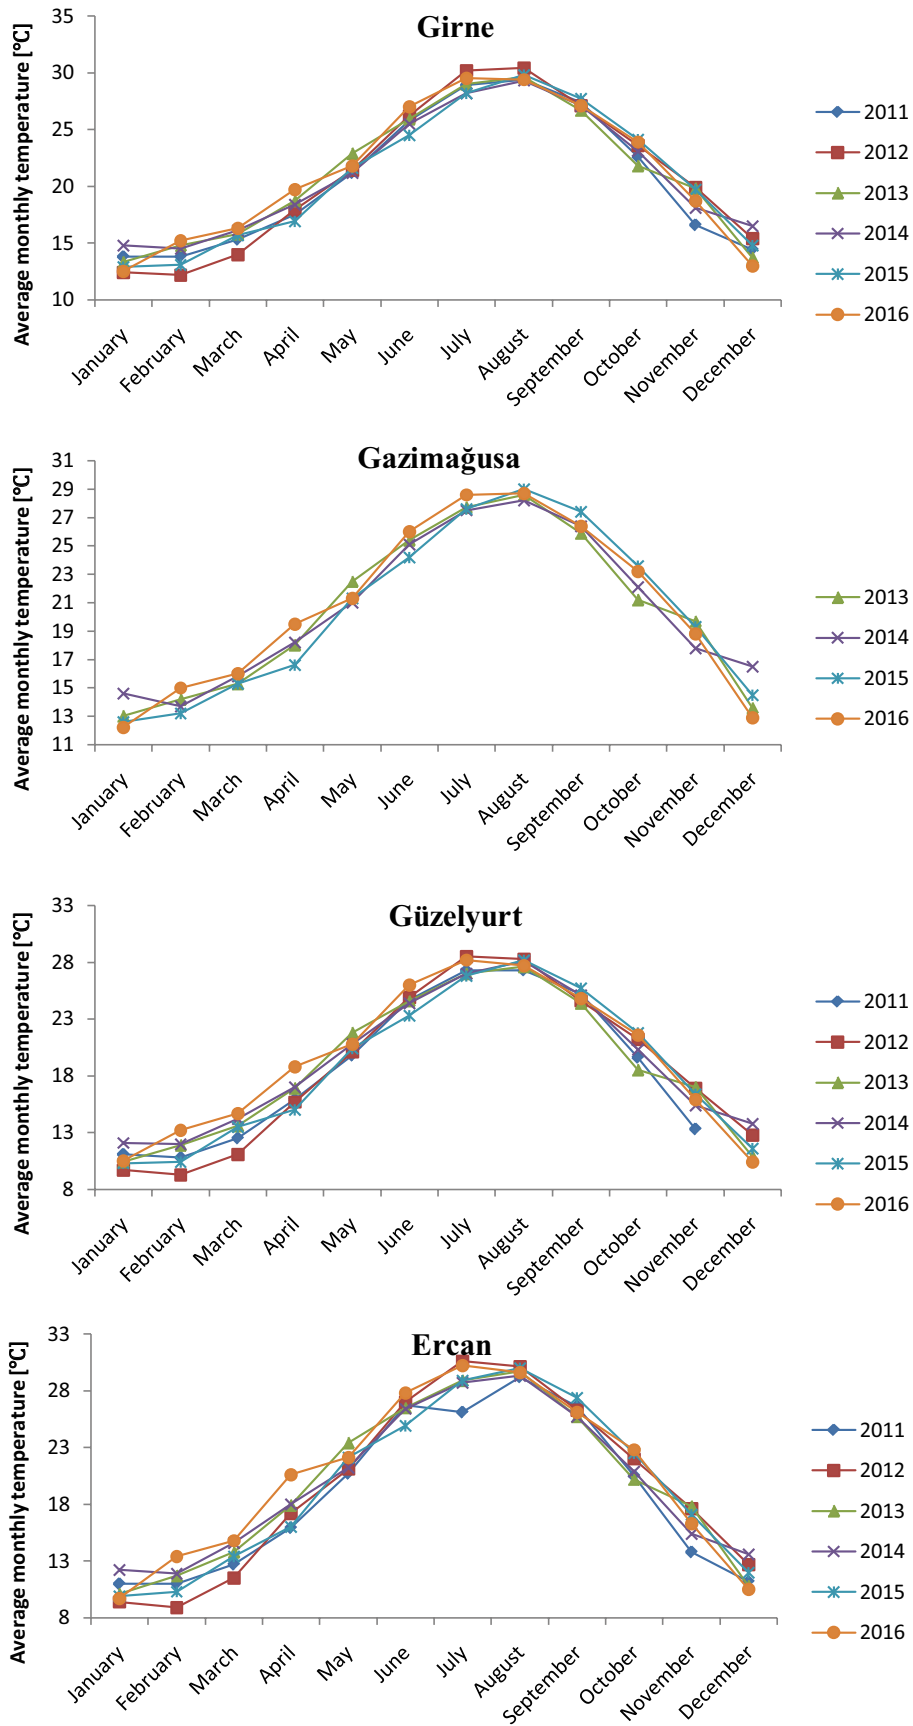 Girne
Average monthly temperature [°C]
35
30
25
20
15
10
January
February
March
April
May
June
July
August
September
October
November
December
2011
2012
2013
2014
2015
2016
Gazimağusa
Average monthly temperature [°C]
31
29
27
25
23
21
19
17
15
13
11
January
February
March
April
May
June
July
August
September
October
November
December
2013
2014
2015
2016
Güzelyurt
Average monthly temperature [°C]
33
28
23
18
13
8
January
February
March
April
May
June
July
August
September
October
November
December
2011
2012
2013
2014
2015
2016
Ercan
Average monthly temperature [°C]
33
28
23
18
13
8
January
February
March
April
May
June
July
August
September
October
November
December
2011
2012
2013
2014
2015
2016